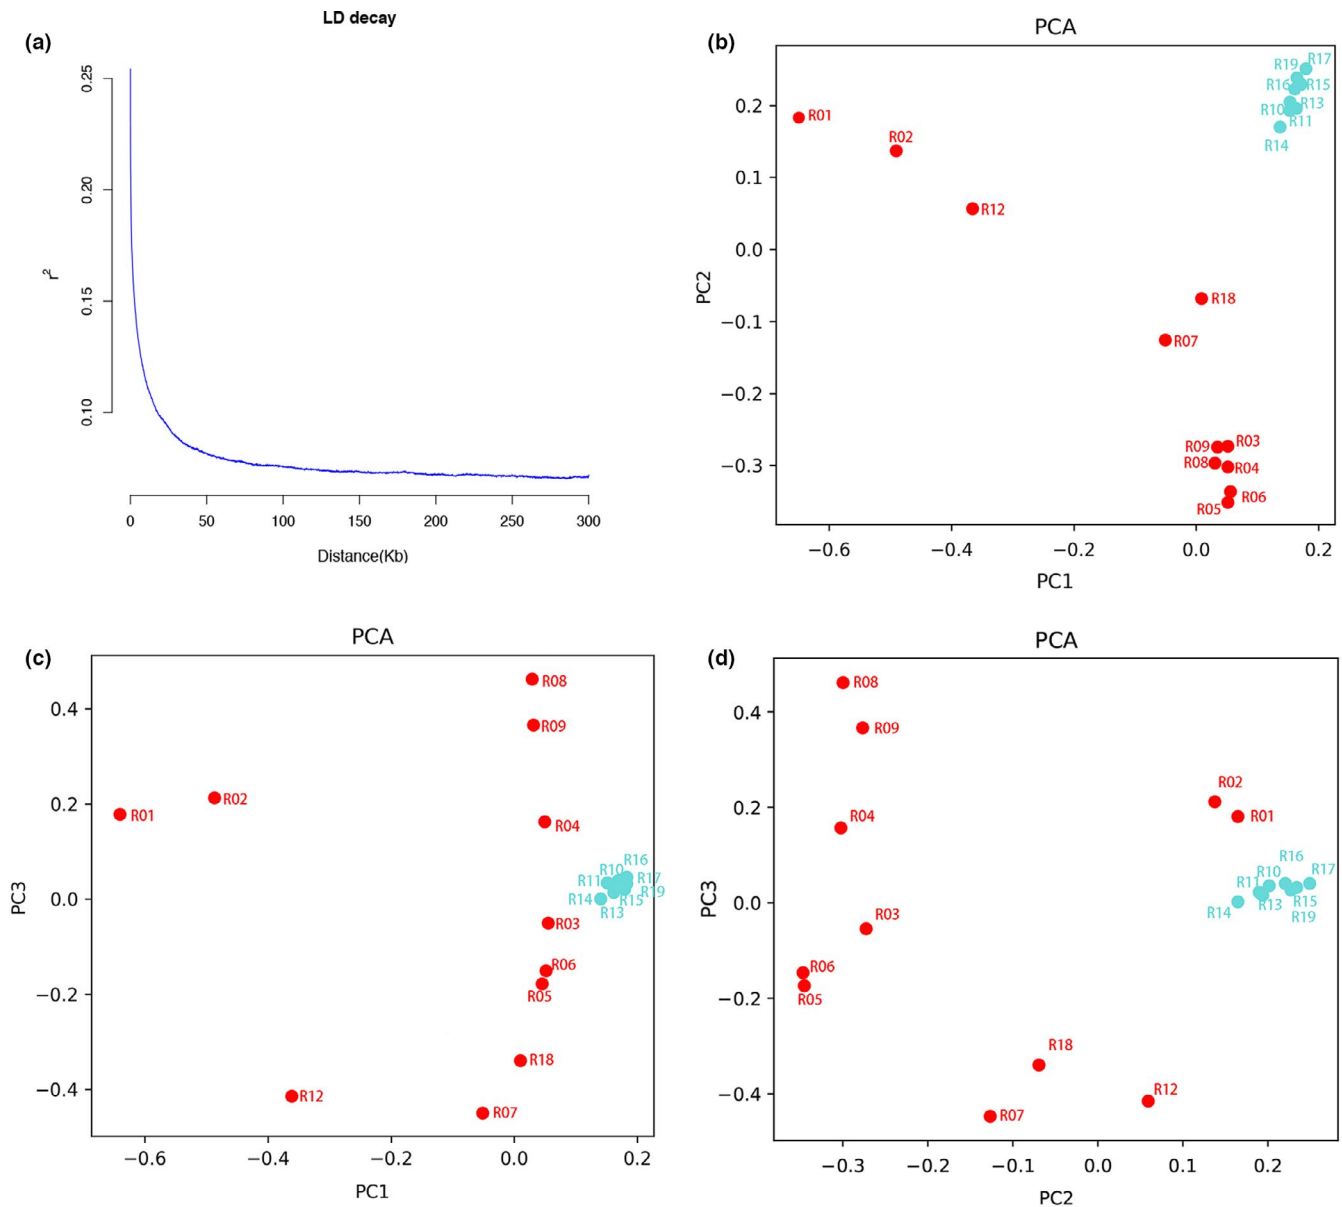 LD decay
(a)
0.25
0.20
0.15
0.10
r²
0
50
100
150
200
250
300
Distance(Kb)
PCA
(b)
0.2
0.1
0.0
−0.1
−0.2
−0.3
PC2
R17
R19
R16
R15
R13
R10
R11
R14
R01
R02
R12
R18
R07
R03
R09
R08
R04
R06
R05
−0.6
−0.4
−0.2
0.0
0.2
PC1
PCA
(c)
0.4
0.2
0.0
−0.2
−0.4
PC3
R08
R09
R02
R01
R04
R16
R10
R11
R17
R19
R14
R15
R13
R03
R06
R05
R18
R12
R07
−0.6
−0.4
−0.2
0.0
0.2
PC1
PCA
(d)
0.4
0.2
0.0
−0.2
−0.4
PC3
R08
R09
R02
R04
R01
R16
R10
R17
R11
R15
R13
R14
R19
R03
R06
R05
R18
R12
R07
−0.3
−0.2
−0.1
0.0
0.1
0.2
PC2